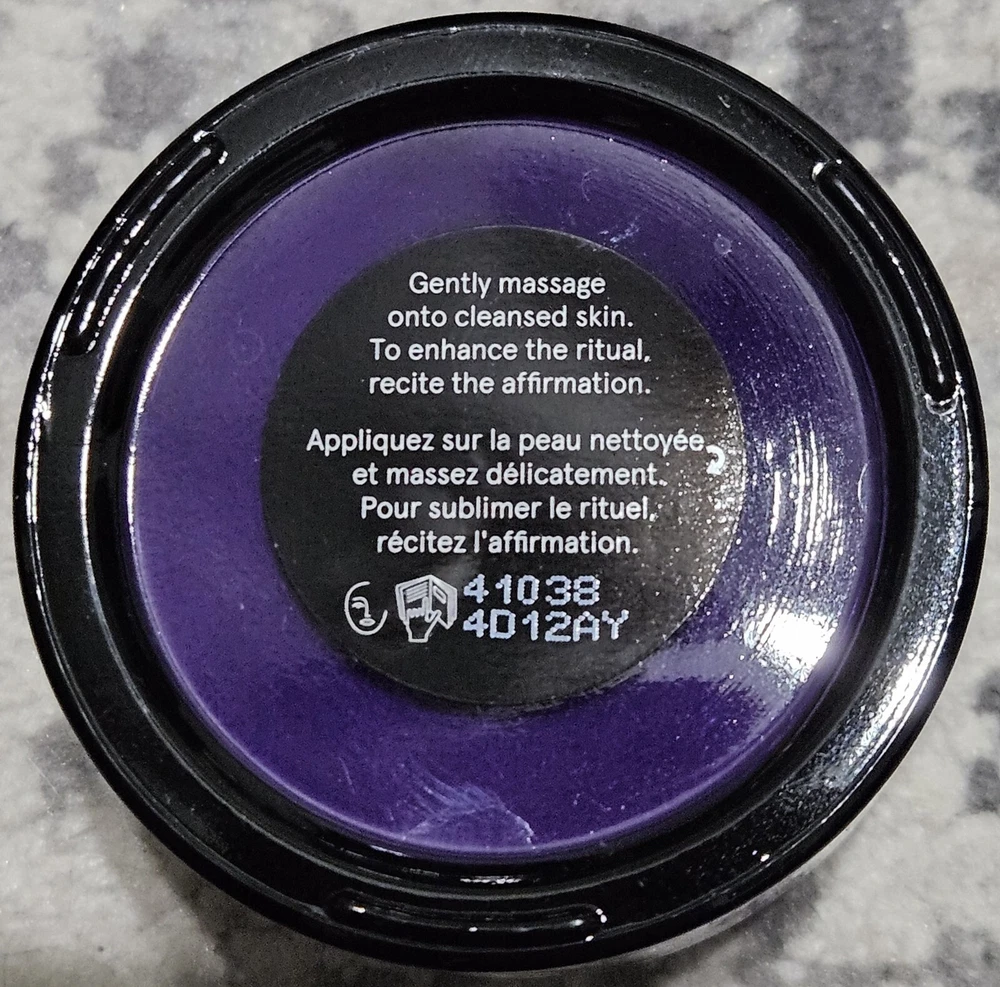 Gently massage
onto cleansed skin.
To enhance the ritual,
recite the affirmation.
Appliquez sur la peau nettoyée,
et massez délicatement.
Pour sublimer le rituel,
récitez l'affirmation.
41038
4D12AY